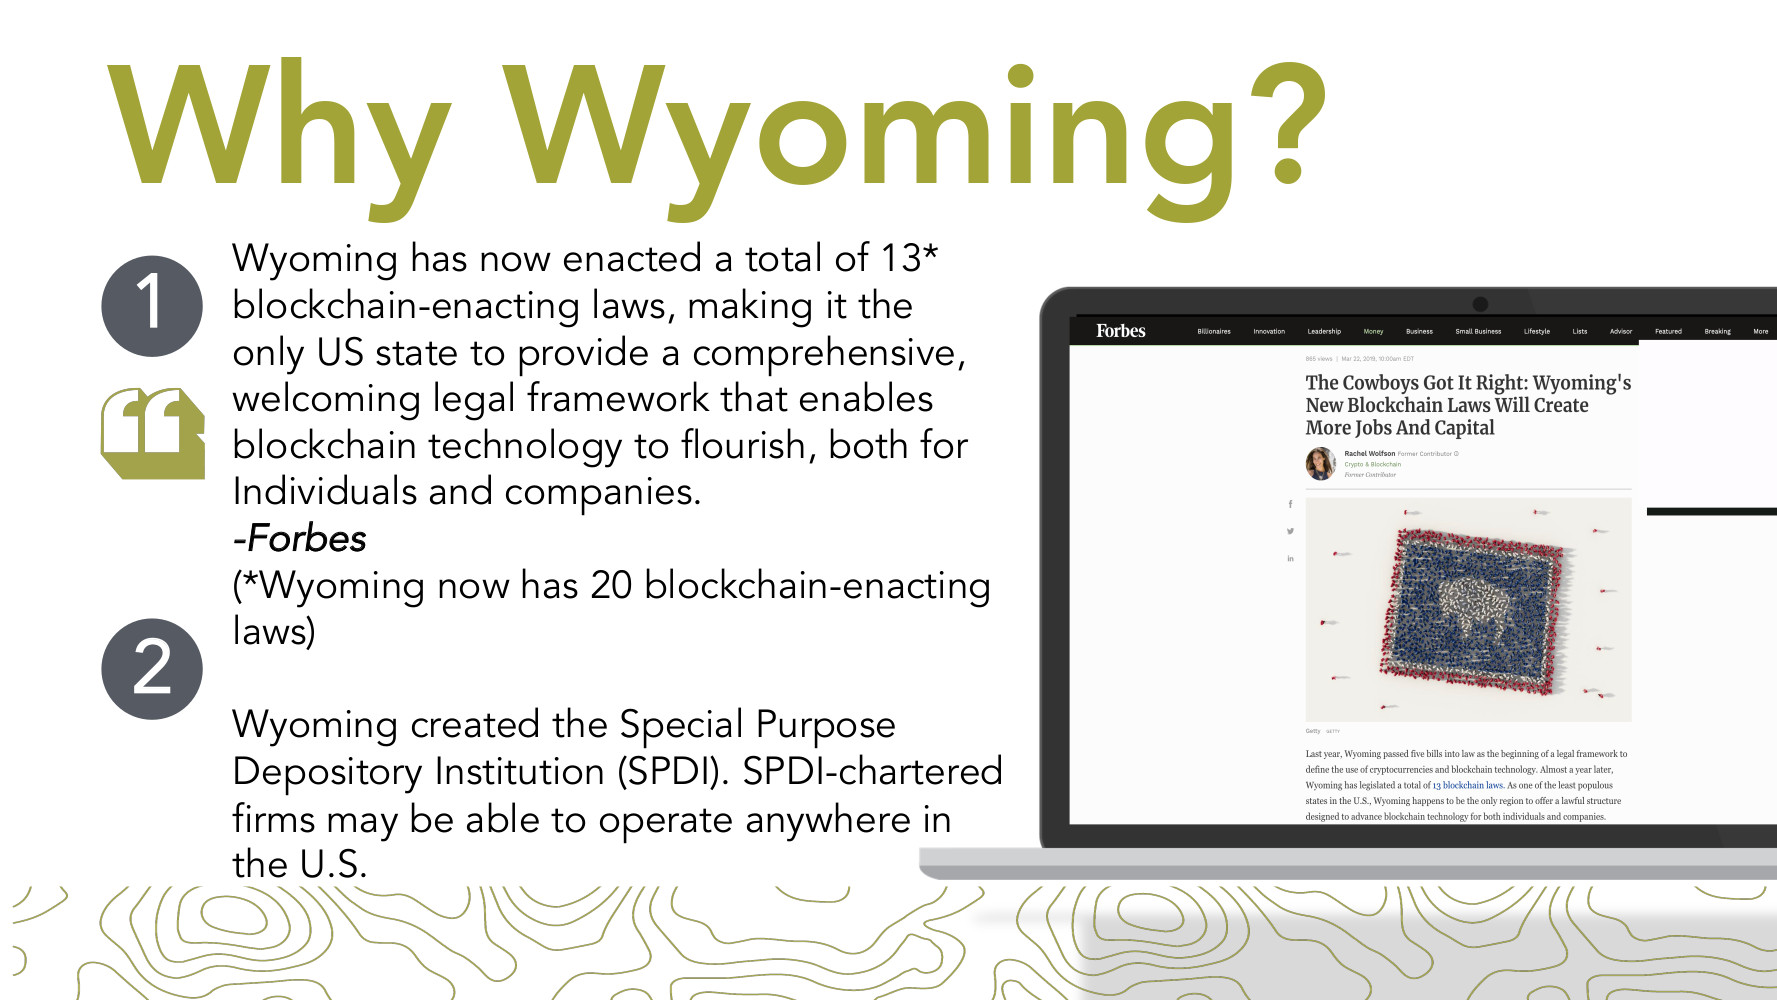 Why Wyoming?
1
Wyoming has now enacted a total of 13*
blockchain-enacting laws, making it the
only US state to provide a comprehensive,
welcoming legal framework that enables
blockchain technology to flourish, both for
Individuals and companies.
-Forbes
(*Wyoming now has 20 blockchain-enacting
laws)
2
Wyoming created the Special Purpose
Depository Institution (SPDI). SPDI-chartered
firms may be able to operate anywhere in
the U.S.
Forbes Billionaires Innovation Leadership Money Business Small Business Lifestyle Lists Advisor Featured Breaking More
865 views | Mar 22, 2019, 10:00am EDT
The Cowboys Got It Right: Wyoming's
New Blockchain Laws Will Create
More Jobs And Capital
Rachel Wolfson Former Contributor
Crypto & Blockchain
Former Contributor
Getty GETTY
Last year, Wyoming passed five bills into law as the beginning of a legal framework to
define the use of cryptocurrencies and blockchain technology. Almost a year later,
Wyoming has legislated a total of 13 blockchain laws. As one of the least populous
states in the U.S., Wyoming happens to be the only region to offer a lawful structure
designed to advance blockchain technology for both individuals and companies.